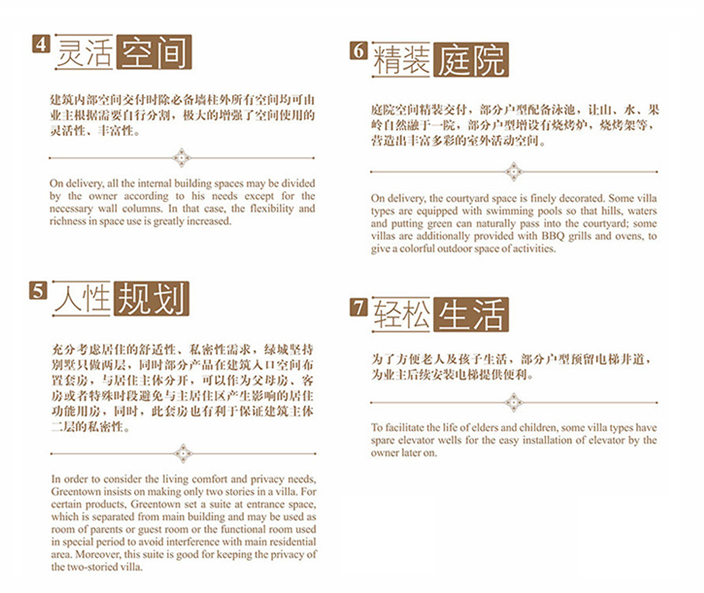 4 灵活 空间
建筑内部空间交付时除必备墙柱外所有空间均可由
业主根据需要自行分割，极大的增强了空间使用的
灵活性、丰富性。
On delivery, all the internal building spaces may be divided
by the owner according to his needs except for the
necessary wall columns. In that case, the flexibility and
richness in space use is greatly increased.
5 人性 规划
充分考虑居住的舒适性、私密性需求，绿城坚持
别墅只做两层，同时部分产品在建筑入口空间布
置套房，与居住主体分开，可以作为父母房、客
房或者特殊时段避免与主居住区产生影响的居住
功能用房，同时，此套房也有利于保证建筑主体
二层的私密性。
In order to consider the living comfort and privacy needs,
Greentown insists on making only two stories in a villa. For
certain products, Greentown set a suite at entrance space,
which is separated from main building and may be used as
room of parents or guest room or the functional room used
in special period to avoid interference with main residential
area. Moreover, this suite is good for keeping the privacy of
the two-storied villa.
6 精装 庭院
庭院空间精装交付，部分户型配备泳池，让山、水、果
岭自然融于一院，部分户型增设有烧烤炉，烧烤架等，
营造出丰富多彩的室外活动空间。
On delivery, the courtyard space is finely decorated. Some villa
types are equipped with swimming pools so that hills, waters
and putting green can naturally pass into the courtyard; some
villas are additionally provided with BBQ grills and ovens, to
give a colorful outdoor space of activities.
7 轻松 生活
为了方便老人及孩子生活，部分户型预留电梯井道，
为业主后续安装电梯提供便利。
To facilitate the life of elders and children, some villa types have
spare elevator wells for the easy installation of elevator by the
owner later on.